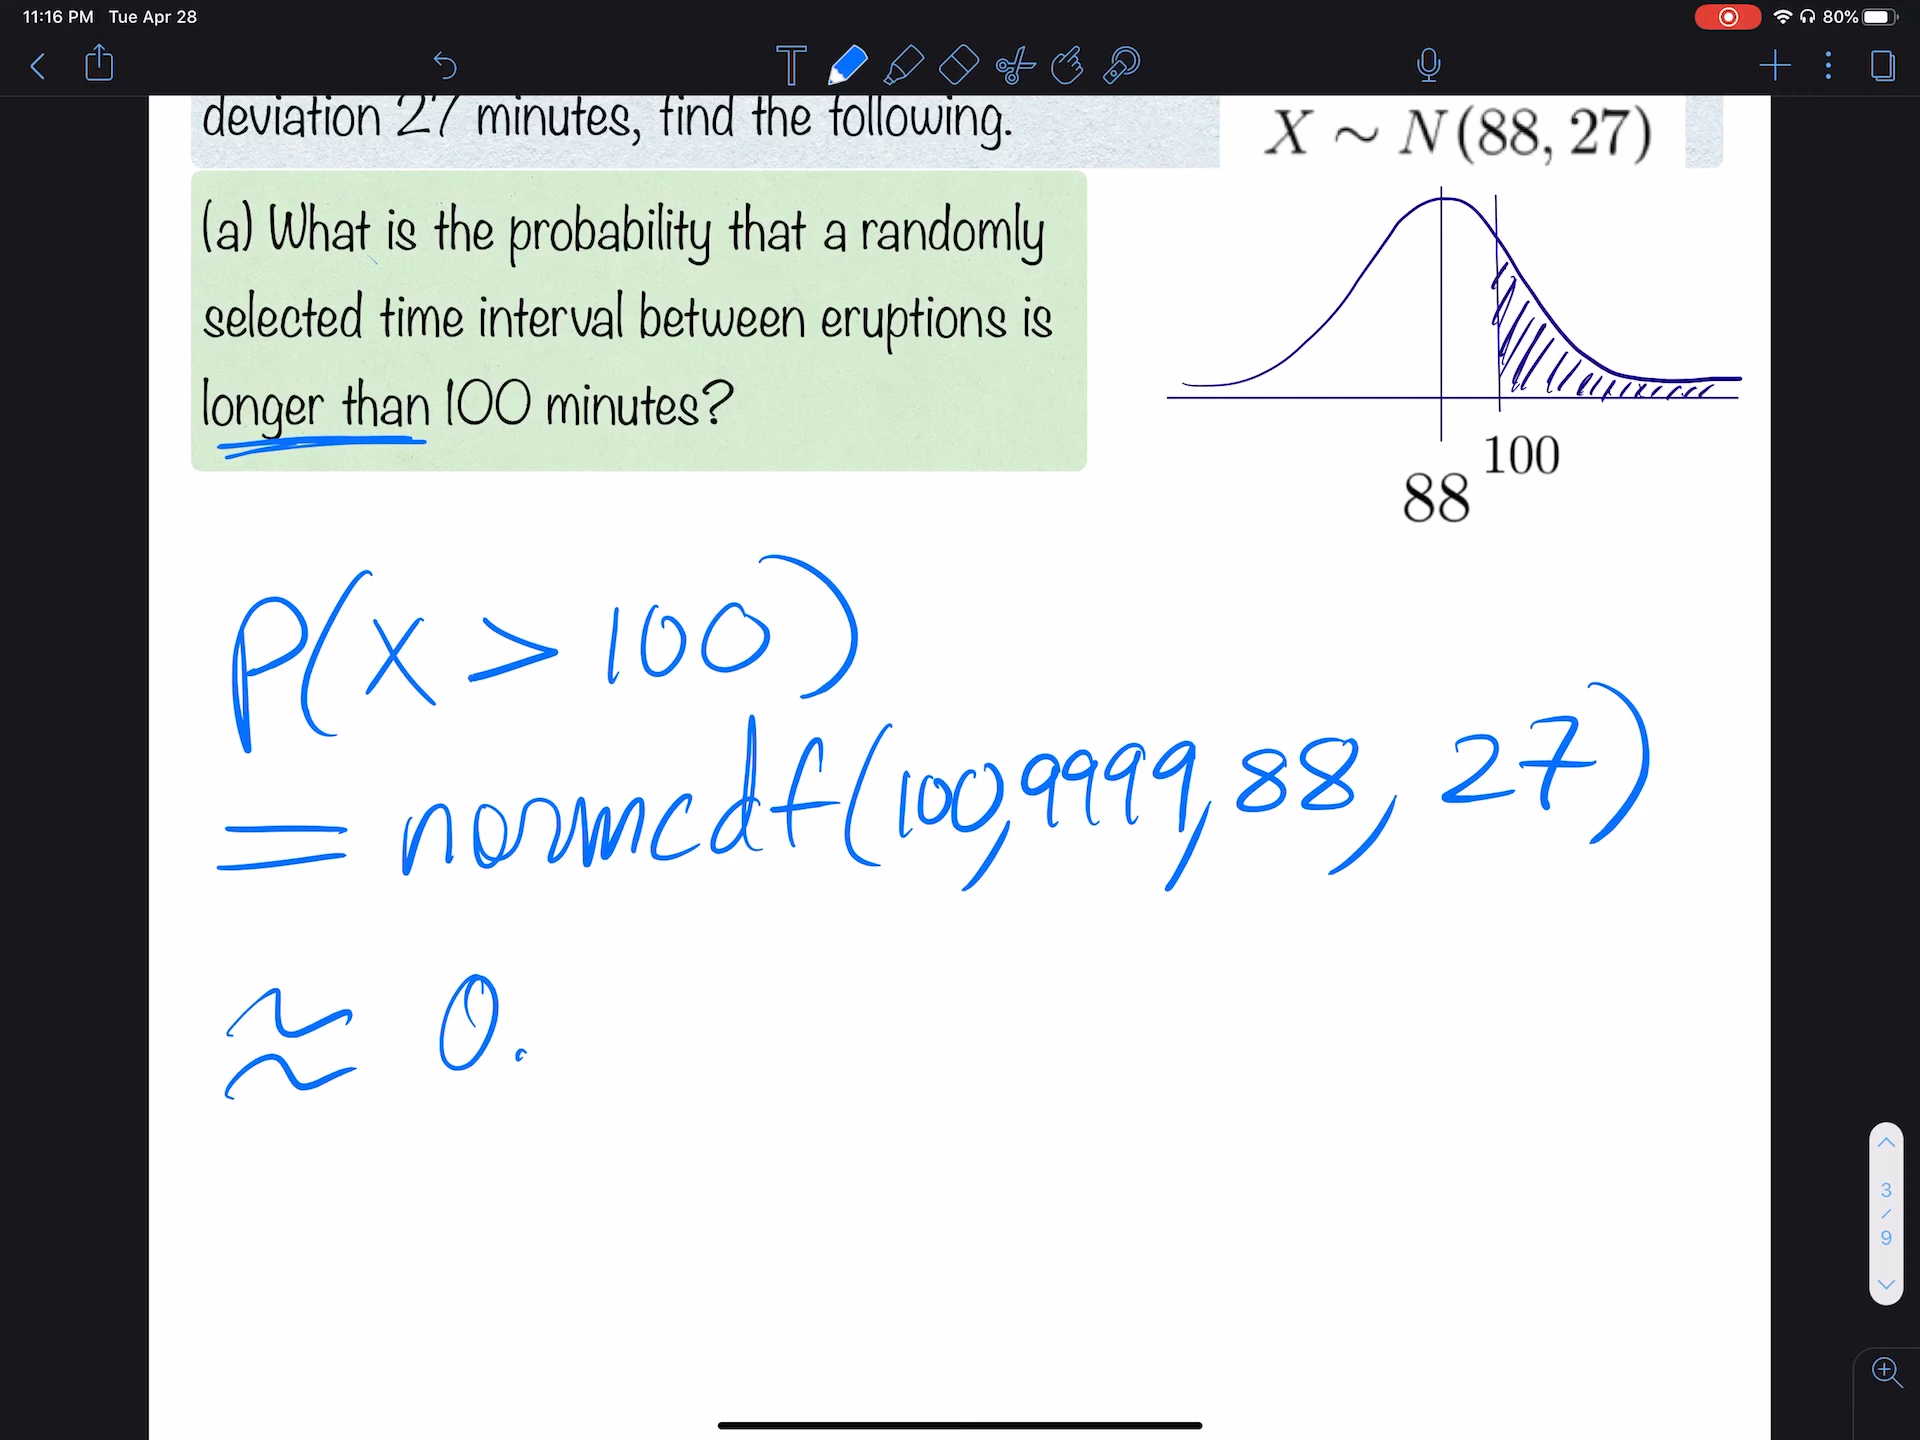 11:16 PM Tue Apr 28
80%
T
deviation 27 minutes, find the following.
X ~ N(88, 27)
(a) What is the probability that a randomly
selected time interval between eruptions is
longer than 100 minutes?
100
88
P(x > 100)
= normcdf(100,9999,88, 27)
≈ 0.
3
/
9